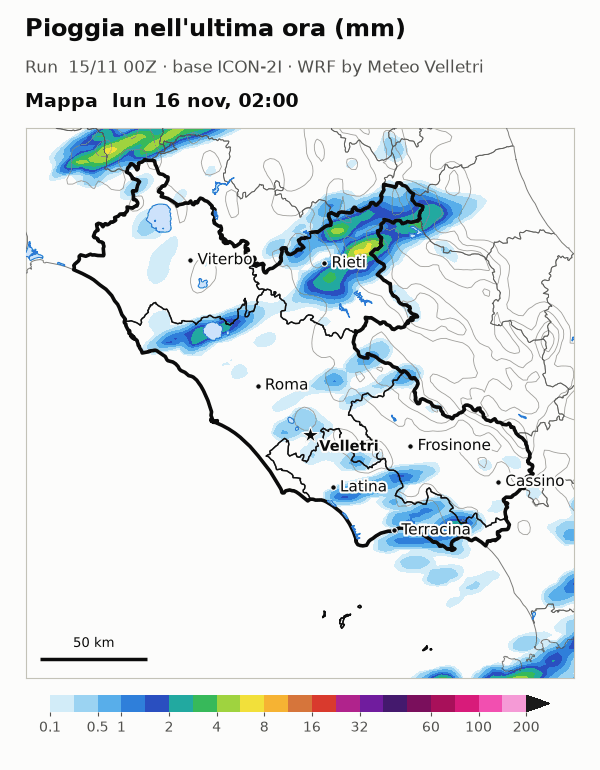 Pioggia nell'ultima ora (mm)
Run  15/11 00Z · base ICON-2I · WRF by Meteo Velletri
Mappa  lun 16 nov, 02:00
Viterbo
Rieti
Roma
Velletri
Frosinone
Latina
Cassino
Terracina
50 km
0.1 0.5 1 2 4 8 16 32 60 100 200